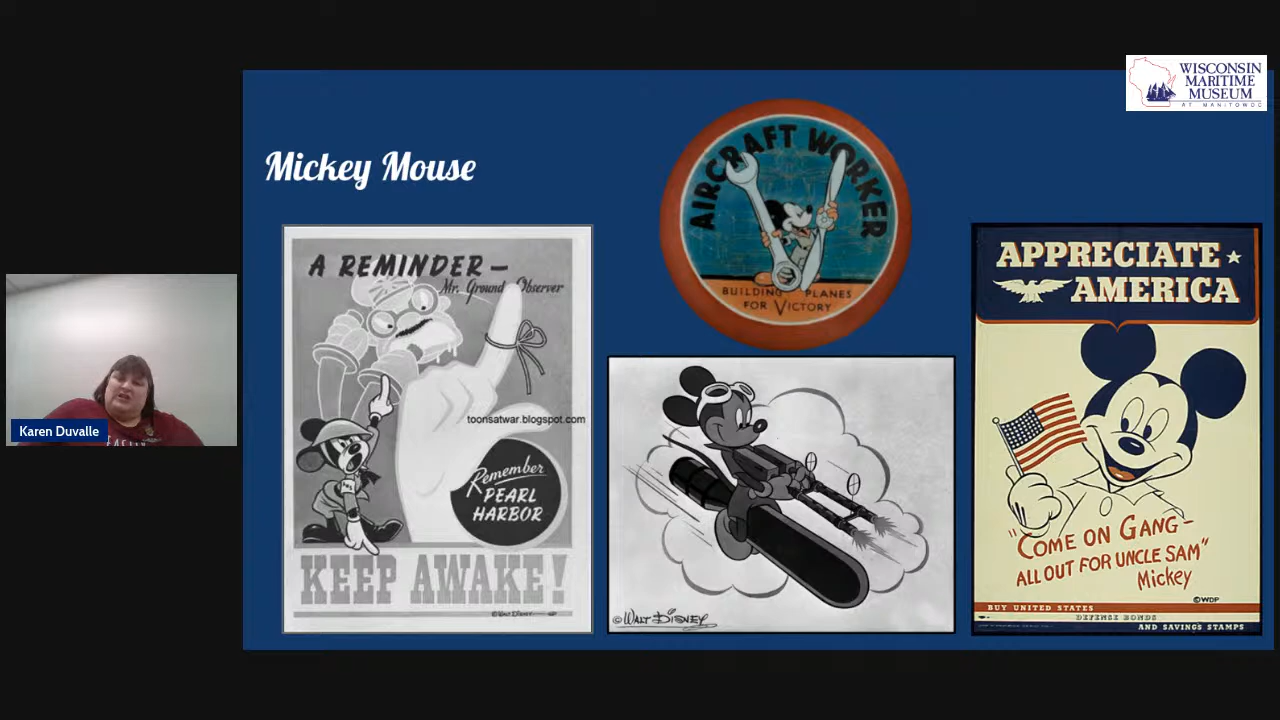 WISCONSIN
MARITIME
MUSEUM
AT MANITOWOC
Mickey Mouse
AIRCRAFT WORKER
BUILDING PLANES
FOR VICTORY
A REMINDER —
Mr. Ground Observer
toonsatwar.blogspot.com
Remember
PEARL
HARBOR
KEEP AWAKE!
© WALT DISNEY
APPRECIATE
AMERICA
"COME ON GANG—
ALL OUT FOR UNCLE SAM"
Mickey
©WDP
BUY UNITED STATES
DEFENSE BONDS
AND SAVINGS STAMPS
Karen Duvalle